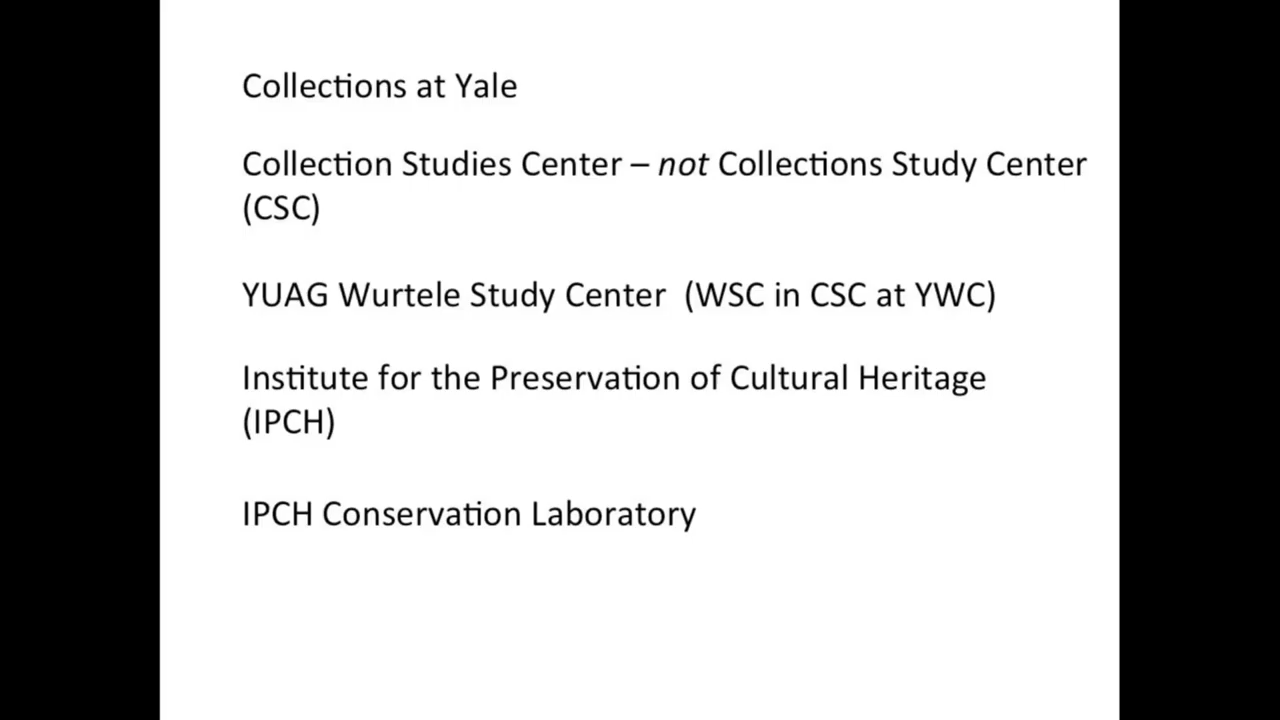 Collections at Yale
Collection Studies Center – not Collections Study Center
(CSC)
YUAG Wurtele Study Center (WSC in CSC at YWC)
Institute for the Preservation of Cultural Heritage
(IPCH)
IPCH Conservation Laboratory